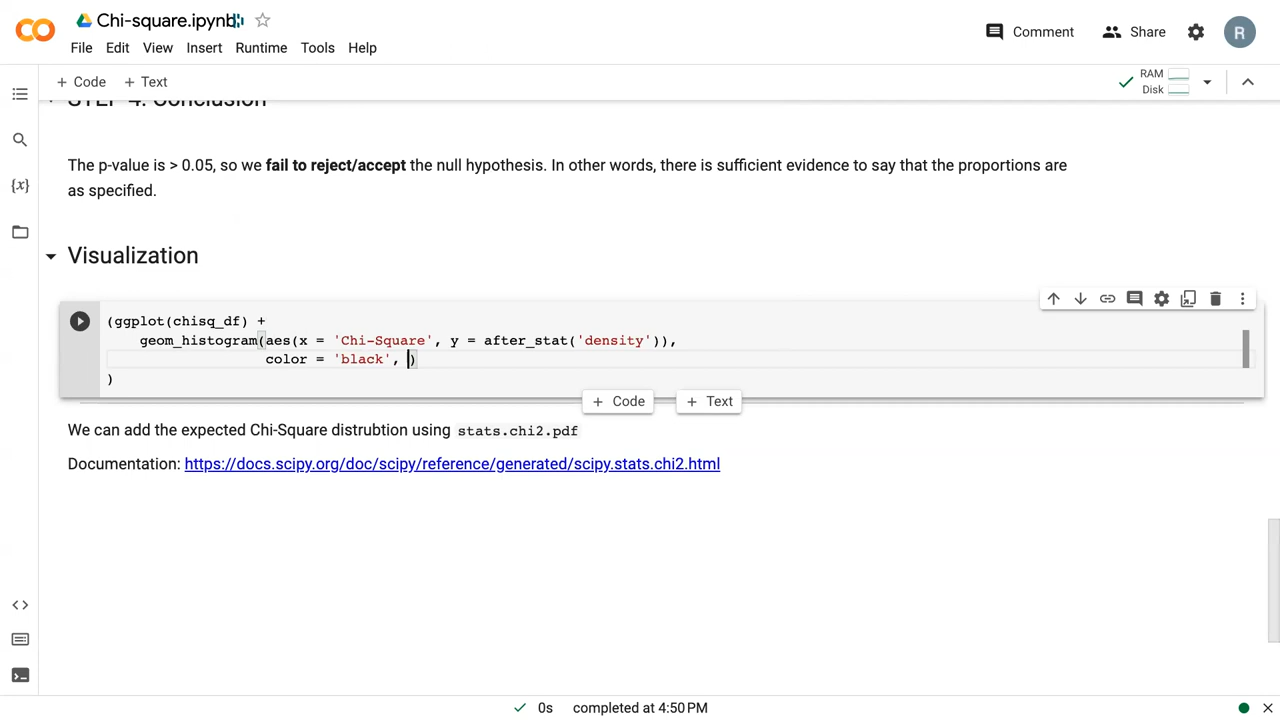 Chi-square.ipynb
File Edit View Insert Runtime Tools Help
Comment
Share
R
+ Code + Text
RAM
Disk
STEP 4: Conclusion
The p-value is > 0.05, so we fail to reject/accept the null hypothesis. In other words, there is sufficient evidence to say that the proportions are
as specified.
Visualization
(ggplot(chisq_df) +
geom_histogram(aes(x = 'Chi-Square', y = after_stat('density')),
color = 'black', )
)
+ Code + Text
We can add the expected Chi-Square distrubtion using stats.chi2.pdf
Documentation: https://docs.scipy.org/doc/scipy/reference/generated/scipy.stats.chi2.html
0s completed at 4:50 PM